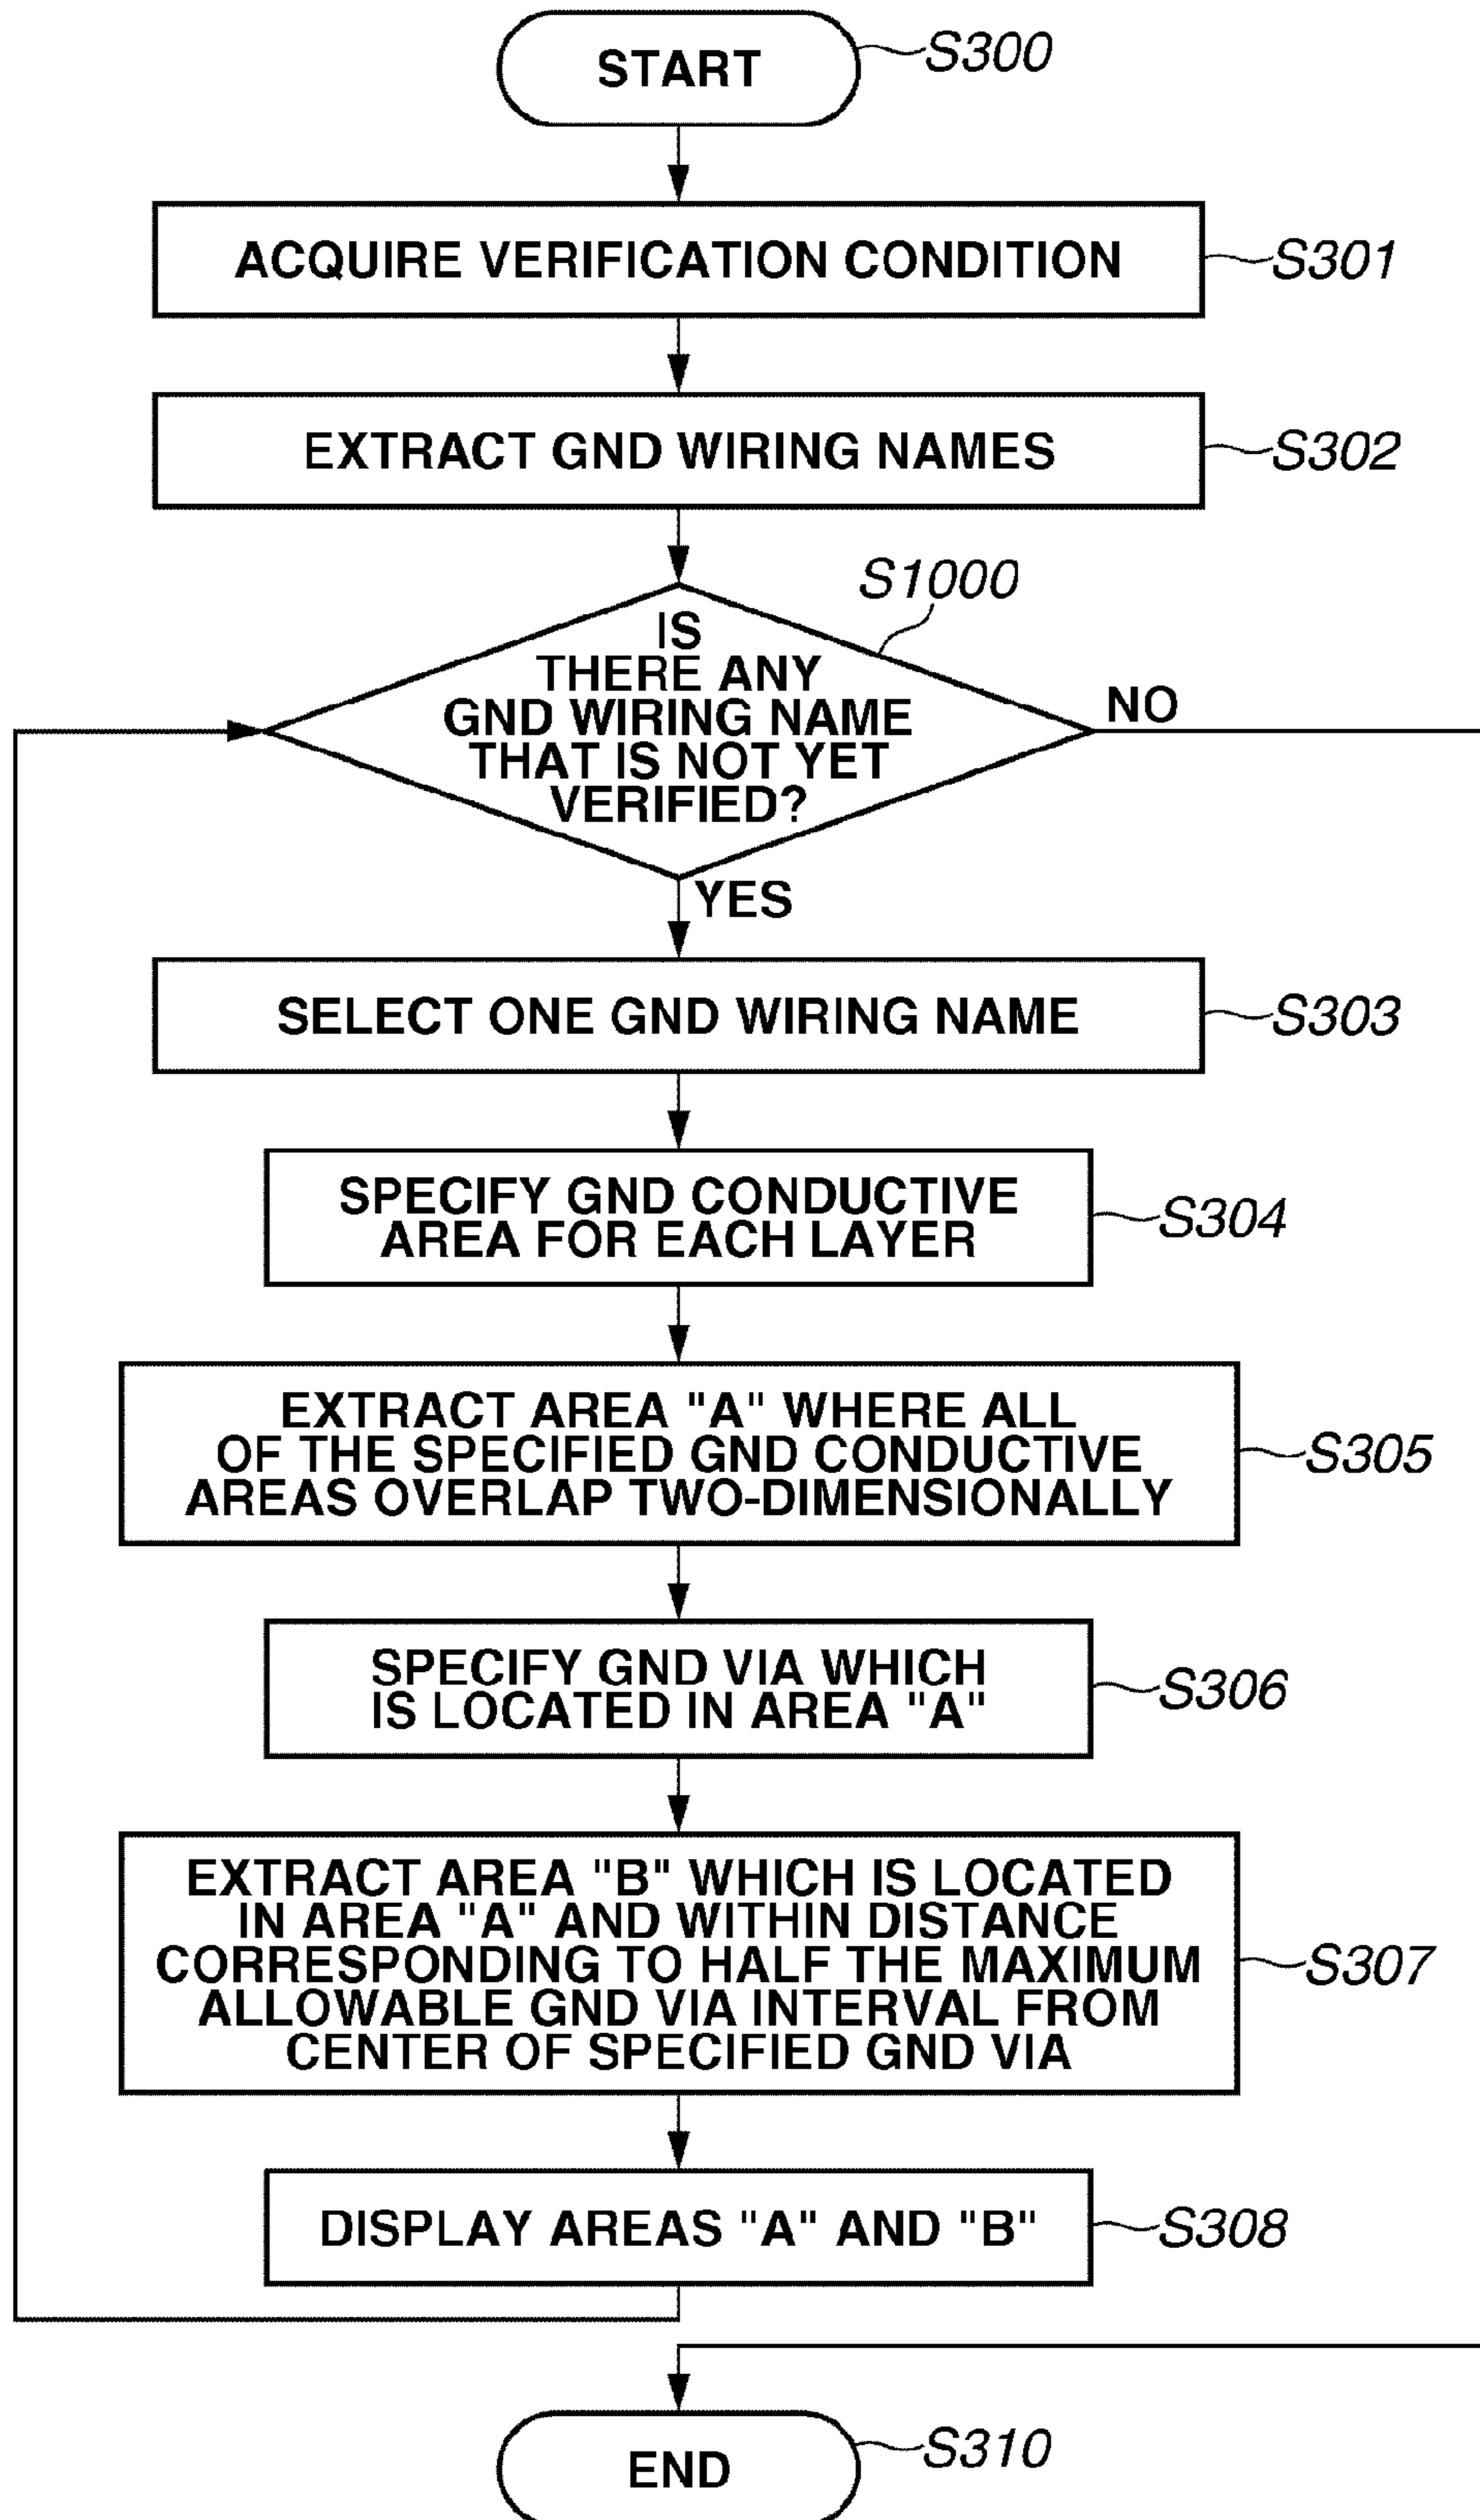 START
S300
ACQUIRE VERIFICATION CONDITION
S301
EXTRACT GND WIRING NAMES
S302
S1000
IS
THERE ANY
GND WIRING NAME
THAT IS NOT YET
VERIFIED?
NO
YES
SELECT ONE GND WIRING NAME
S303
SPECIFY GND CONDUCTIVE
AREA FOR EACH LAYER
S304
EXTRACT AREA "A" WHERE ALL
OF THE SPECIFIED GND CONDUCTIVE
AREAS OVERLAP TWO-DIMENSIONALLY
S305
SPECIFY GND VIA WHICH
IS LOCATED IN AREA "A"
S306
EXTRACT AREA "B" WHICH IS LOCATED
IN AREA "A" AND WITHIN DISTANCE
CORRESPONDING TO HALF THE MAXIMUM
ALLOWABLE GND VIA INTERVAL FROM
CENTER OF SPECIFIED GND VIA
S307
DISPLAY AREAS "A" AND "B"
S308
END
S310